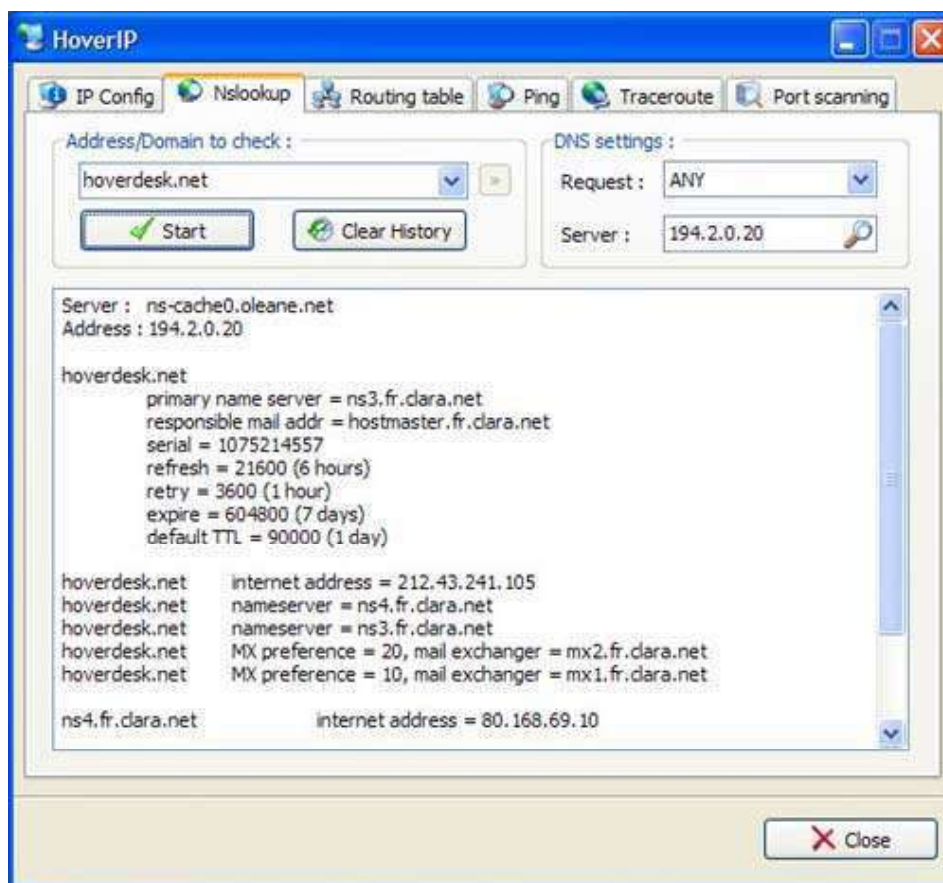 HoverIP
IP Config Nslookup Routing table Ping Traceroute Port scanning
Address/Domain to check : DNS settings :
hoverdesk.net Request : ANY
Start Clear History Server : 194.2.0.20
Server : ns-cache0.oleane.net
Address : 194.2.0.20
hoverdesk.net
primary name server = ns3.fr.clara.net
responsible mail addr = hostmaster.fr.clara.net
serial = 1075214557
refresh = 21600 (6 hours)
retry = 3600 (1 hour)
expire = 604800 (7 days)
default TTL = 90000 (1 day)
hoverdesk.net internet address = 212.43.241.105
hoverdesk.net nameserver = ns4.fr.clara.net
hoverdesk.net nameserver = ns3.fr.clara.net
hoverdesk.net MX preference = 20, mail exchanger = mx2.fr.clara.net
hoverdesk.net MX preference = 10, mail exchanger = mx1.fr.clara.net
ns4.fr.clara.net internet address = 80.168.69.10
Close